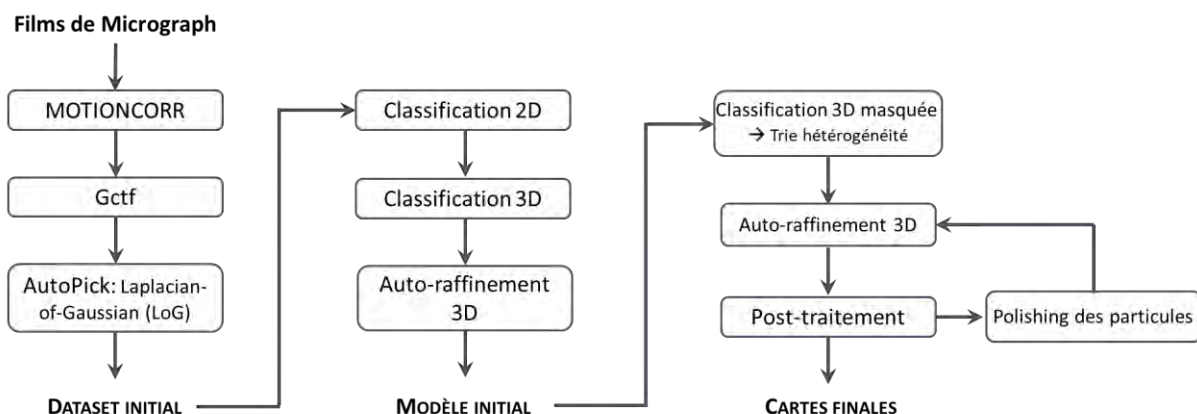 Films de Micrograph
MOTIONCORR
Gctf
AutoPick: Laplacian-
of-Gaussian (LoG)
DATASET INITIAL
Classification 2D
Classification 3D
Auto-raffinement
3D
MODÈLE INITIAL
Classification 3D masquée
→ Trie hétérogénéité
Auto-raffinement 3D
Post-traitement
Polishing des particules
CARTES FINALES